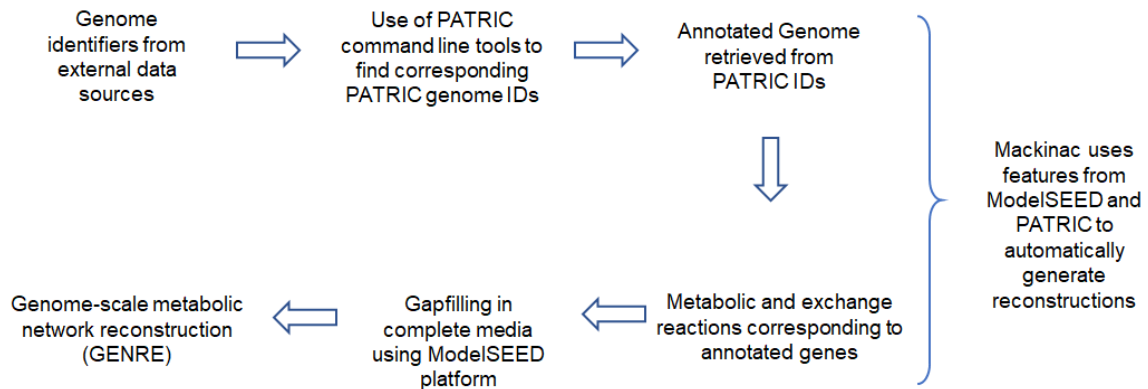 Genome
identifiers from
external data
sources
Use of PATRIC
command line tools to
find corresponding
PATRIC genome IDs
Annotated Genome
retrieved from
PATRIC IDs
Mackinac uses
features from
ModelSEED and
PATRIC to
automatically
generate
reconstructions
Metabolic and exchange
reactions corresponding to
annotated genes
Gapfilling in
complete media
using ModelSEED
platform
Genome-scale metabolic
network reconstruction
(GENRE)